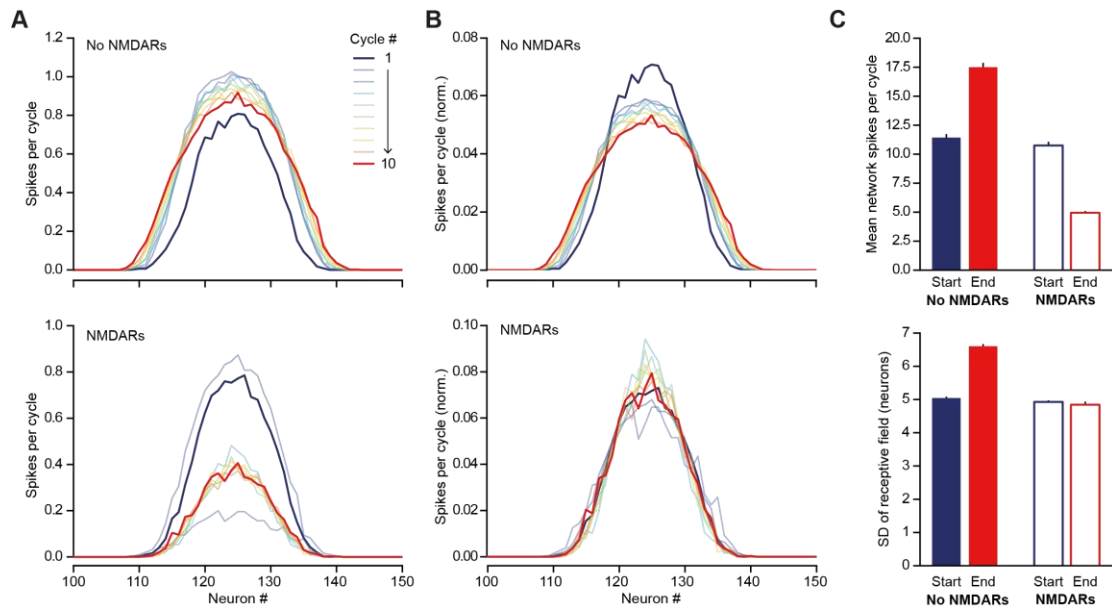 A
No NMDARs
Cycle #
1
10
Spikes per cycle
1.2
1.0
0.8
0.6
0.4
0.2
0.0
100 110 120 130 140 150
NMDARs
Spikes per cycle
1.0
0.8
0.6
0.4
0.2
0.0
100 110 120 130 140 150
B
No NMDARs
Spikes per cycle (norm.)
0.08
0.06
0.04
0.02
0.00
NMDARs
Spikes per cycle (norm.)
0.10
0.08
0.06
0.04
0.02
0.00
100 110 120 130 140 150
Neuron #
C
Mean network spikes per cycle
20.0
17.5
15.0
12.5
10.0
7.5
5.0
2.5
0.0
Start End Start End
No NMDARs NMDARs
SD of receptive field (neurons)
7
6
5
4
3
2
1
0
Start End Start End
No NMDARs NMDARs